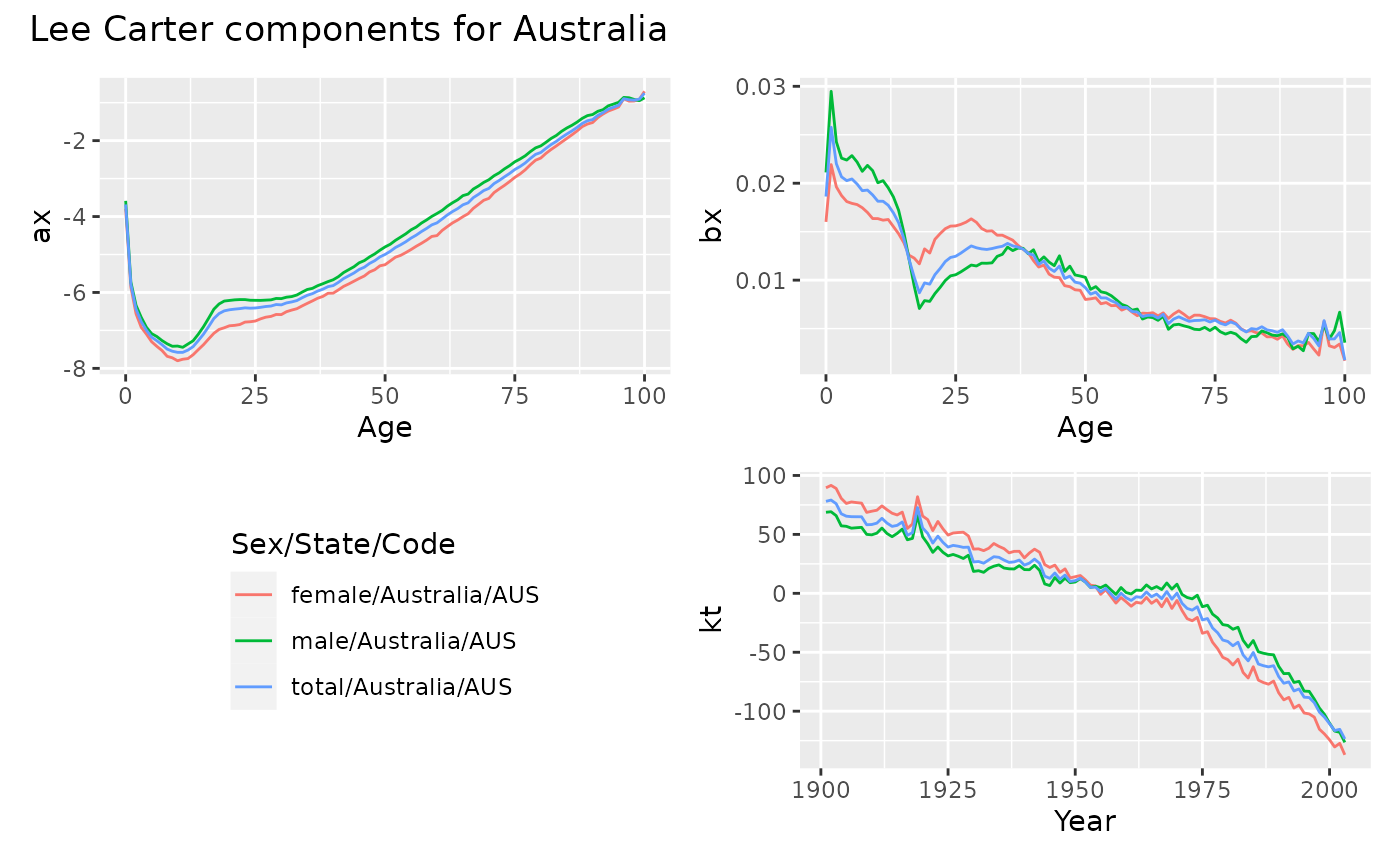 Lee Carter components for Australia
ax
-2
-4
-6
-8
0 25 50 75 100
Age
bx
0.03
0.02
0.01
0 25 50 75 100
Age
Sex/State/Code
female/Australia/AUS
male/Australia/AUS
total/Australia/AUS
kt
100
50
0
-50
-100
1900 1925 1950 1975 2000
Year